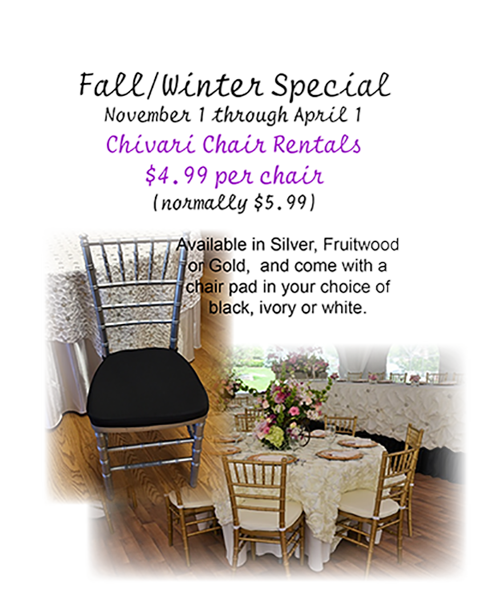 Fall/Winter Special
November 1 through April 1
Chivari Chair Rentals
$4.99 per chair
(normally $5.99)
Available in Silver, Fruitwood
or Gold, and come with a
chair pad in your choice of
black, ivory or white.